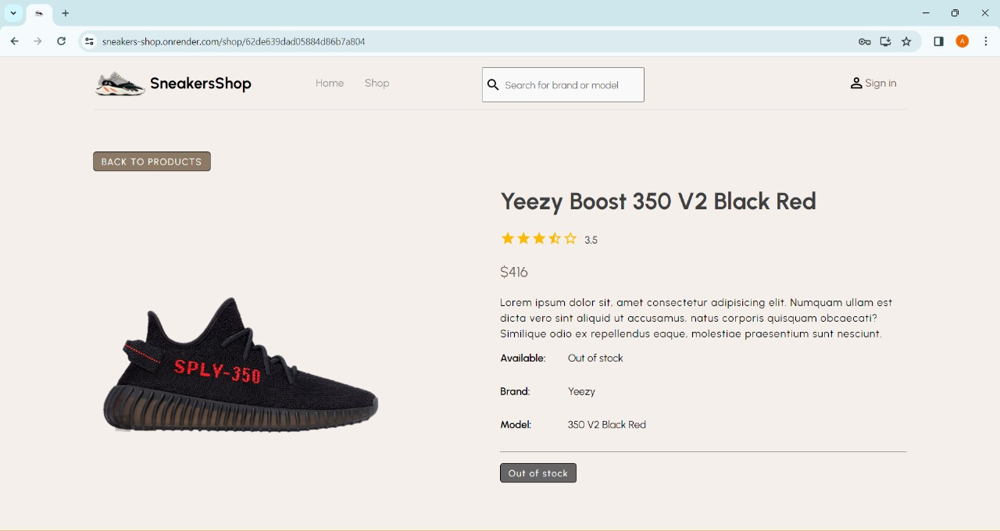 sneakers-shop.onrender.com/shop/62de639dad05884d86b7a804
A
SneakersShop
Home
Shop
Search for brand or model
Sign in
BACK TO PRODUCTS
Yeezy Boost 350 V2 Black Red
3.5
$416
Lorem ipsum dolor sit, amet consectetur adipisicing elit. Numquam ullam est
dicta vero sint aliquid ut accusamus, natus corporis quisquam obcaecati?
Similique odio ex repellendus eaque, molestiae praesentium sunt nesciunt.
Available: Out of stock
Brand: Yeezy
Model: 350 V2 Black Red
Out of stock
SPLY-350